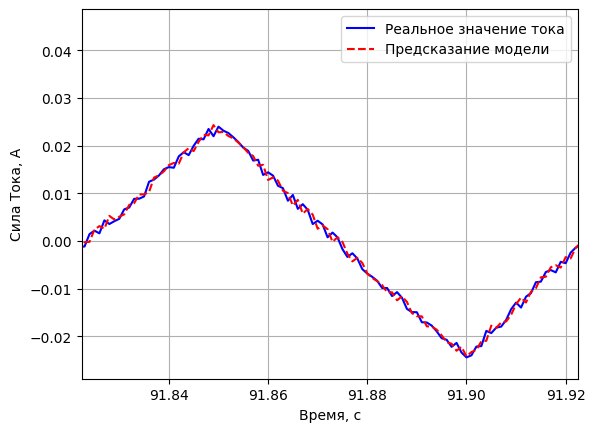 Реальное значение тока
Предсказание модели
Сила Тока, А
0.04
0.03
0.02
0.01
0.00
−0.01
−0.02
91.84 91.86 91.88 91.90 91.92
Время, с